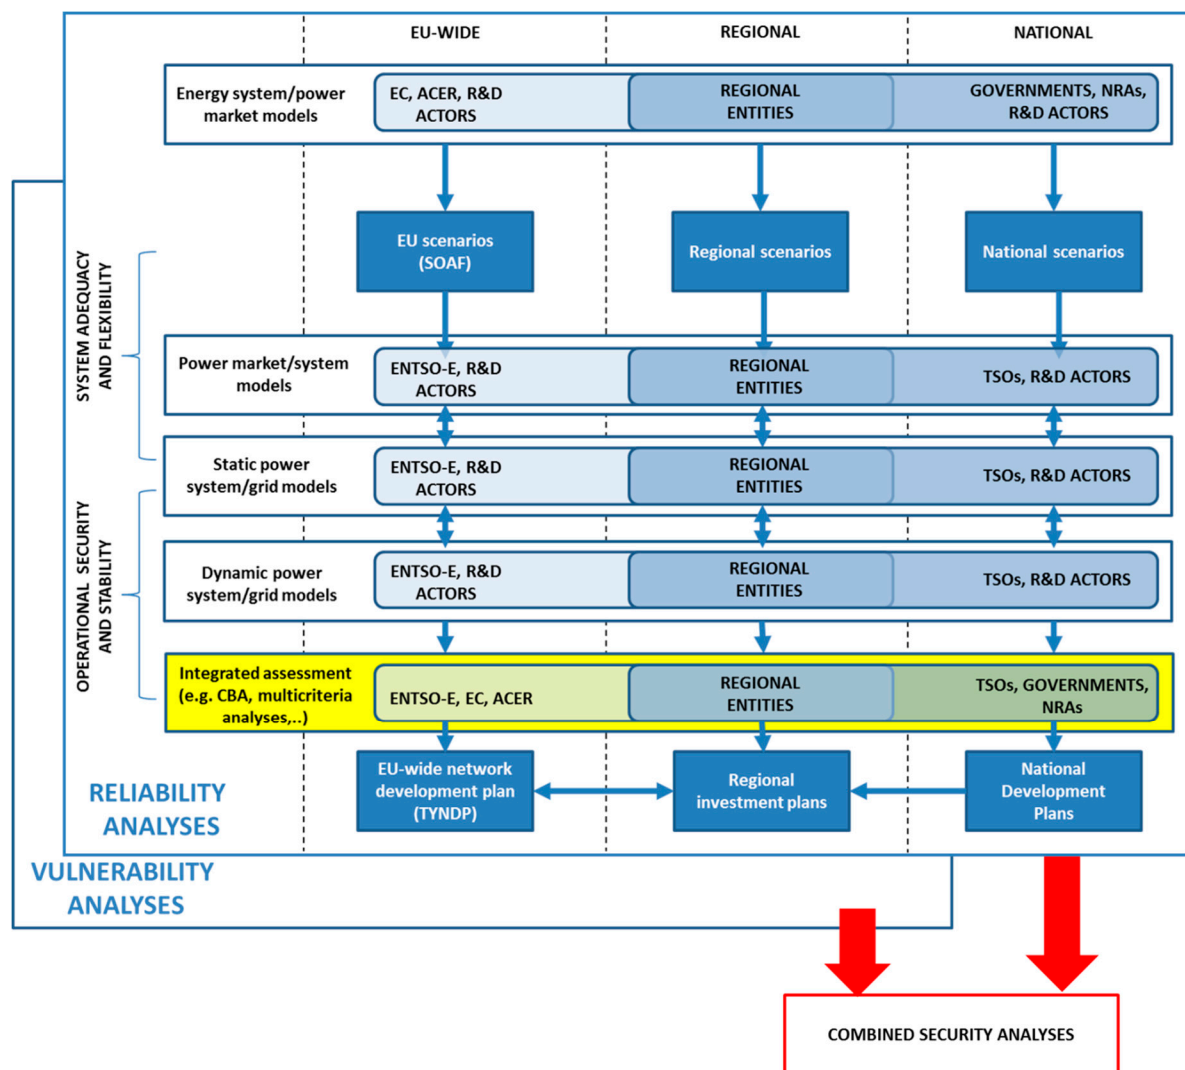 EU-WIDE
REGIONAL
NATIONAL
Energy system/power
market models
EC, ACER, R&D
ACTORS
REGIONAL
ENTITIES
GOVERNMENTS, NRAs,
R&D ACTORS
EU scenarios
(SOAF)
Regional scenarios
National scenarios
SYSTEM ADEQUACY
AND FLEXIBILITY
Power market/system
models
ENTSO-E, R&D
ACTORS
REGIONAL
ENTITIES
TSOs, R&D ACTORS
Static power
system/grid models
ENTSO-E, R&D
ACTORS
REGIONAL
ENTITIES
TSOs, R&D ACTORS
OPERATIONAL SECURITY
AND STABILITY
Dynamic power
system/grid models
ENTSO-E, R&D
ACTORS
REGIONAL
ENTITIES
TSOs, R&D ACTORS
Integrated assessment
(e.g. CBA, multicriteria
analyses,..)
ENTSO-E, EC, ACER
REGIONAL
ENTITIES
TSOs, GOVERNMENTS,
NRAs
EU-wide network
development plan
(TYNDP)
Regional
investment plans
National
Development
Plans
RELIABILITY
ANALYSES
VULNERABILITY
ANALYSES
COMBINED SECURITY ANALYSES